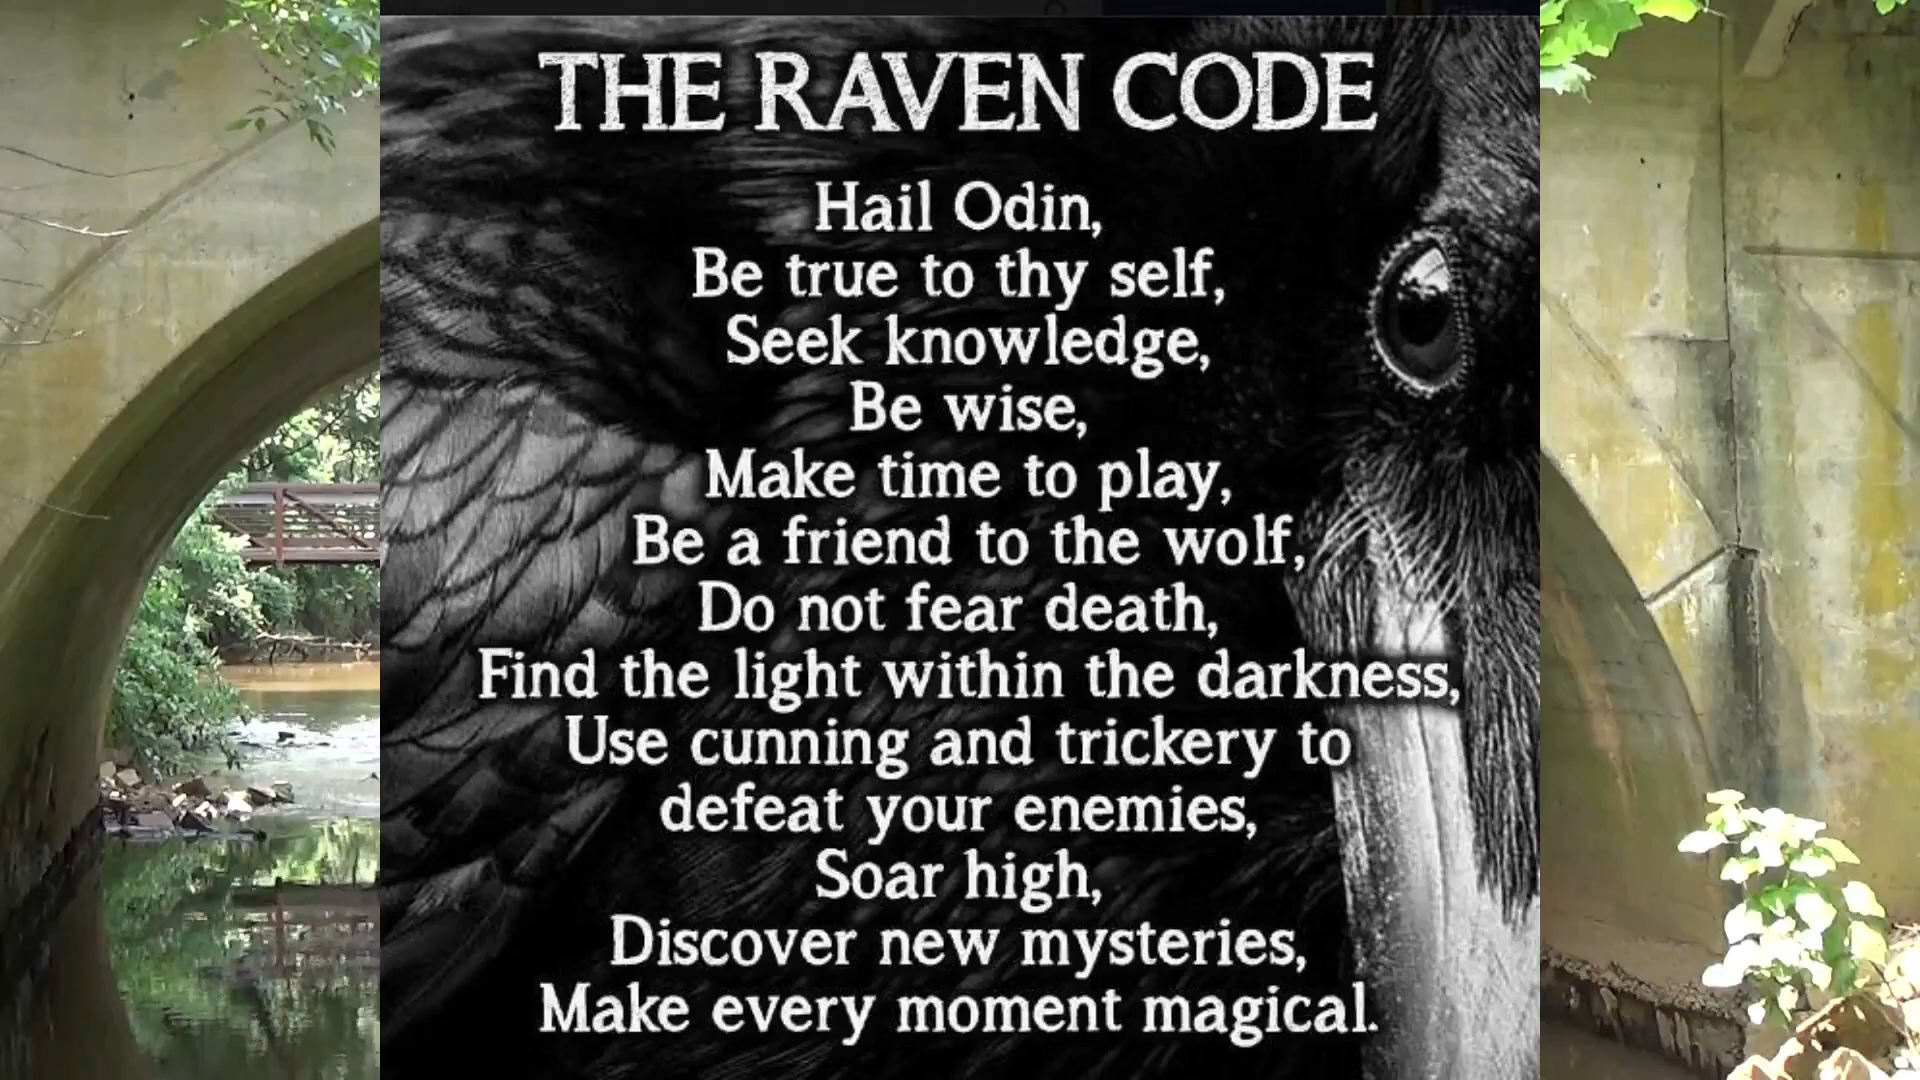 THE RAVEN CODE
Hail Odin,
Be true to thy self,
Seek knowledge,
Be wise,
Make time to play,
Be a friend to the wolf,
Do not fear death,
Find the light within the darkness,
Use cunning and trickery to
defeat your enemies,
Soar high,
Discover new mysteries,
Make every moment magical.